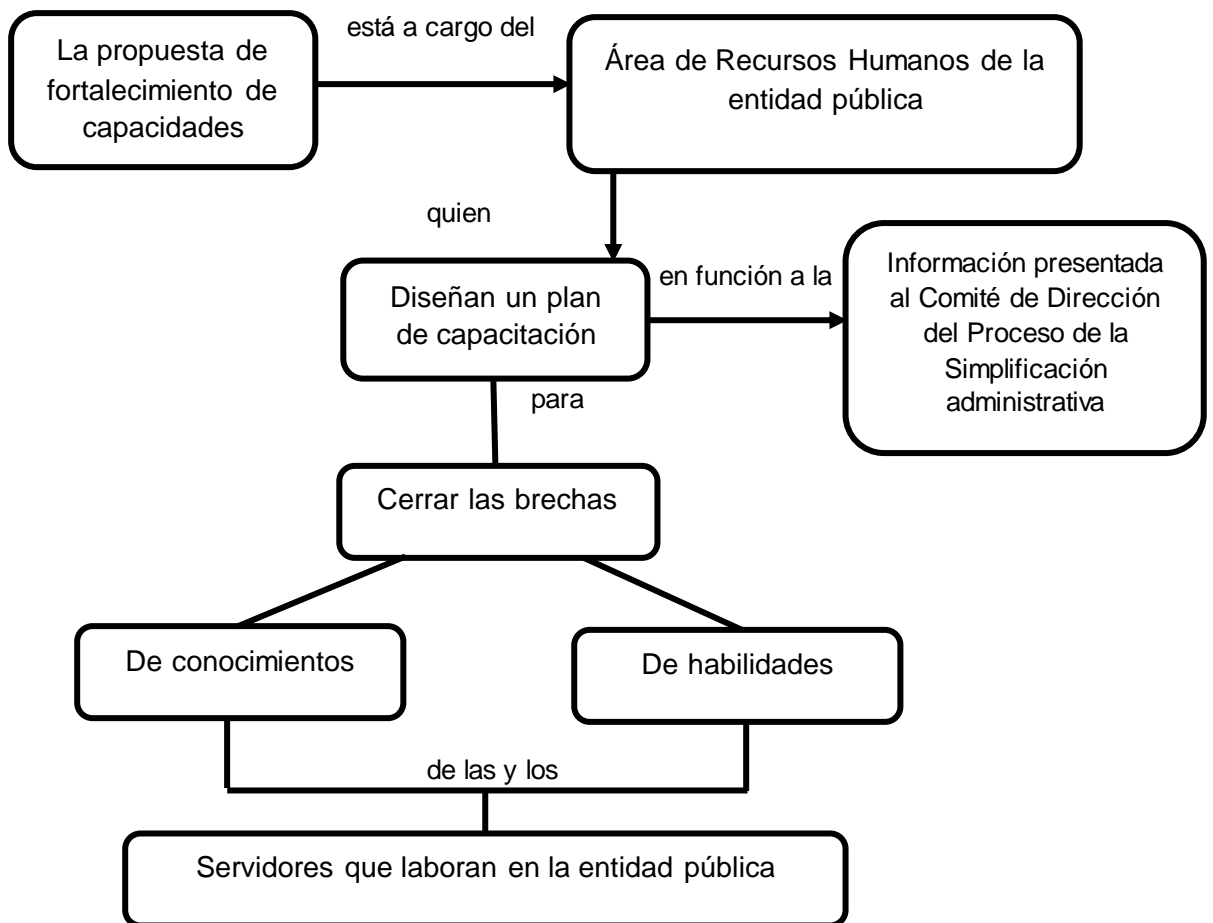 La propuesta de
fortalecimiento de
capacidades
está a cargo del
Área de Recursos Humanos de la
entidad pública
quien
Diseñan un plan
de capacitación
en función a la
Información presentada
al Comité de Dirección
del Proceso de la
Simplificación
administrativa
para
Cerrar las brechas
De conocimientos
De habilidades
de las y los
Servidores que laboran en la entidad pública